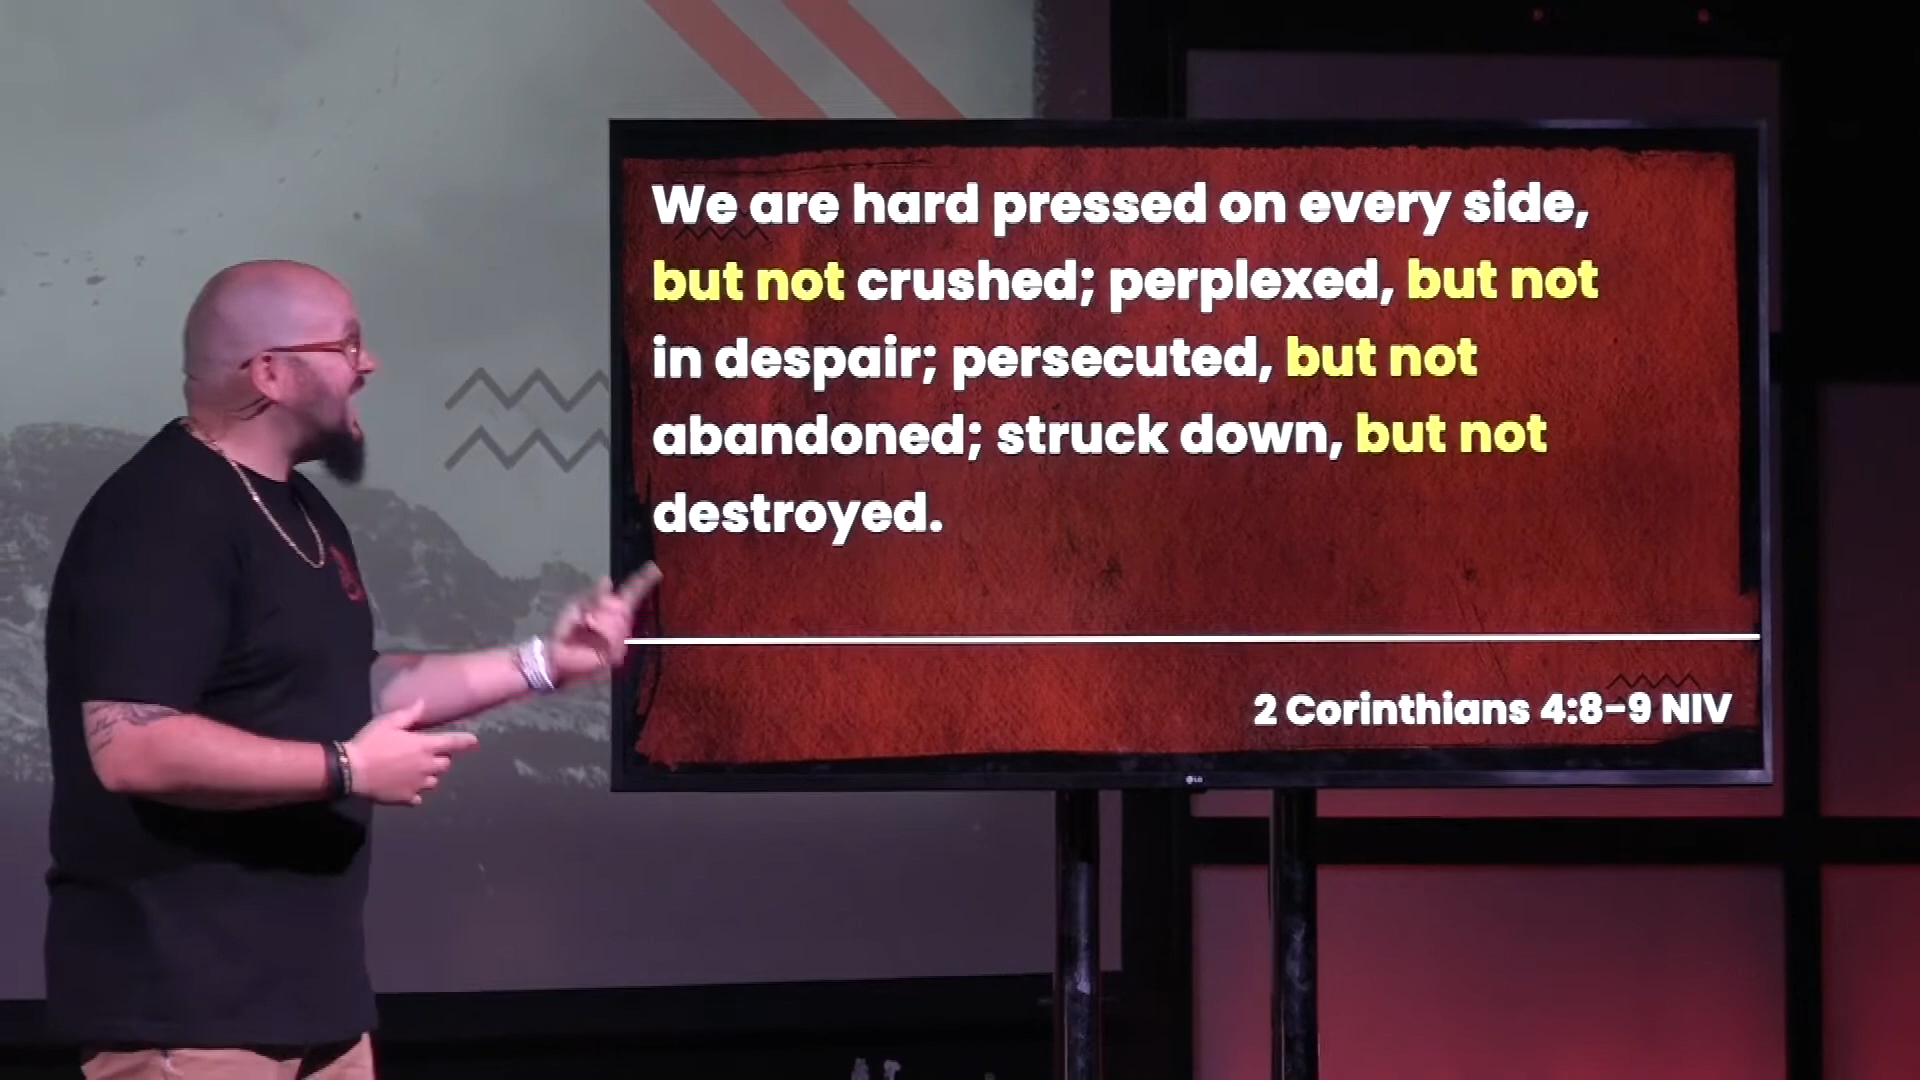 We are hard pressed on every side,
but not crushed; perplexed, but not
in despair; persecuted, but not
abandoned; struck down, but not
destroyed.
2 Corinthians 4:8-9 NIV
LG